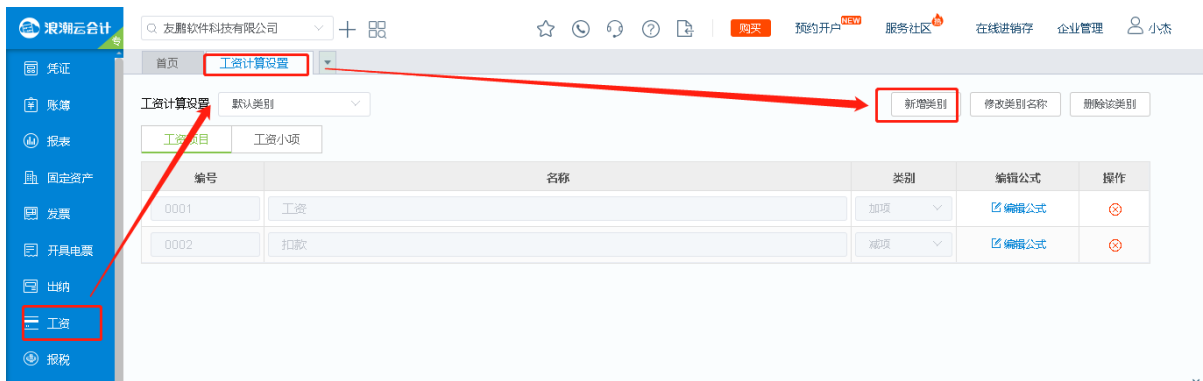 浪潮云会计
专
友鹏软件科技有限公司
购买
预约开户
NEW
服务社区
在线进销存
企业管理
小杰
首页
工资计算设置
凭证
账簿
报表
固定资产
发票
开具电票
出纳
工资
报税
工资计算设置
默认类别
新增类别
修改类别名称
删除该类别
工资项目
工资小项
编号 名称 类别 编辑公式 操作
0001 工资 加项 编辑公式
0002 扣款 减项 编辑公式